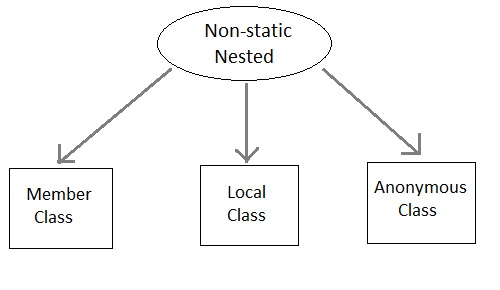 Non-static
Nested
Member
Class
Local
Class
Anonymous
Class